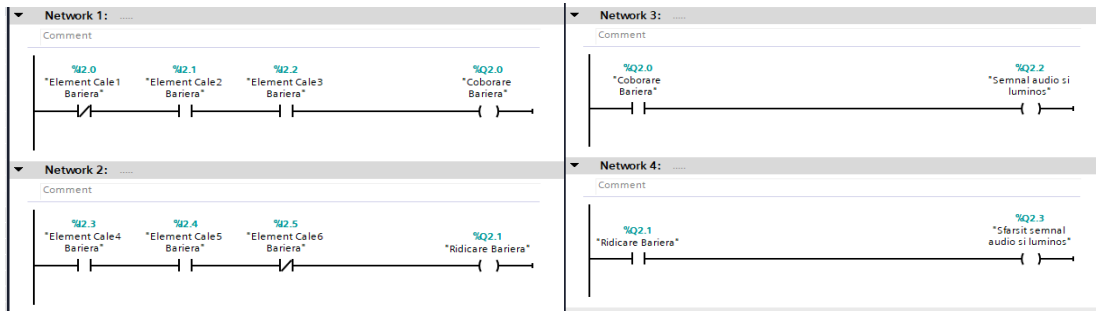 Network 1: .....
Comment
%I2.0
"Element Cale1
Bariera"
%I2.1
"Element Cale2
Bariera"
%I2.2
"Element Cale3
Bariera"
%Q2.0
"Coborare
Bariera"
Network 2: .....
Comment
%I2.3
"Element Cale4
Bariera"
%I2.4
"Element Cale5
Bariera"
%I2.5
"Element Cale6
Bariera"
%Q2.1
"Ridicare Bariera"
Network 3: .....
Comment
%Q2.0
"Coborare
Bariera"
%Q2.2
"Semnal audio si
luminos"
Network 4: .....
Comment
%Q2.1
"Ridicare Bariera"
%Q2.3
"Sfarsit semnal
audio si luminos"